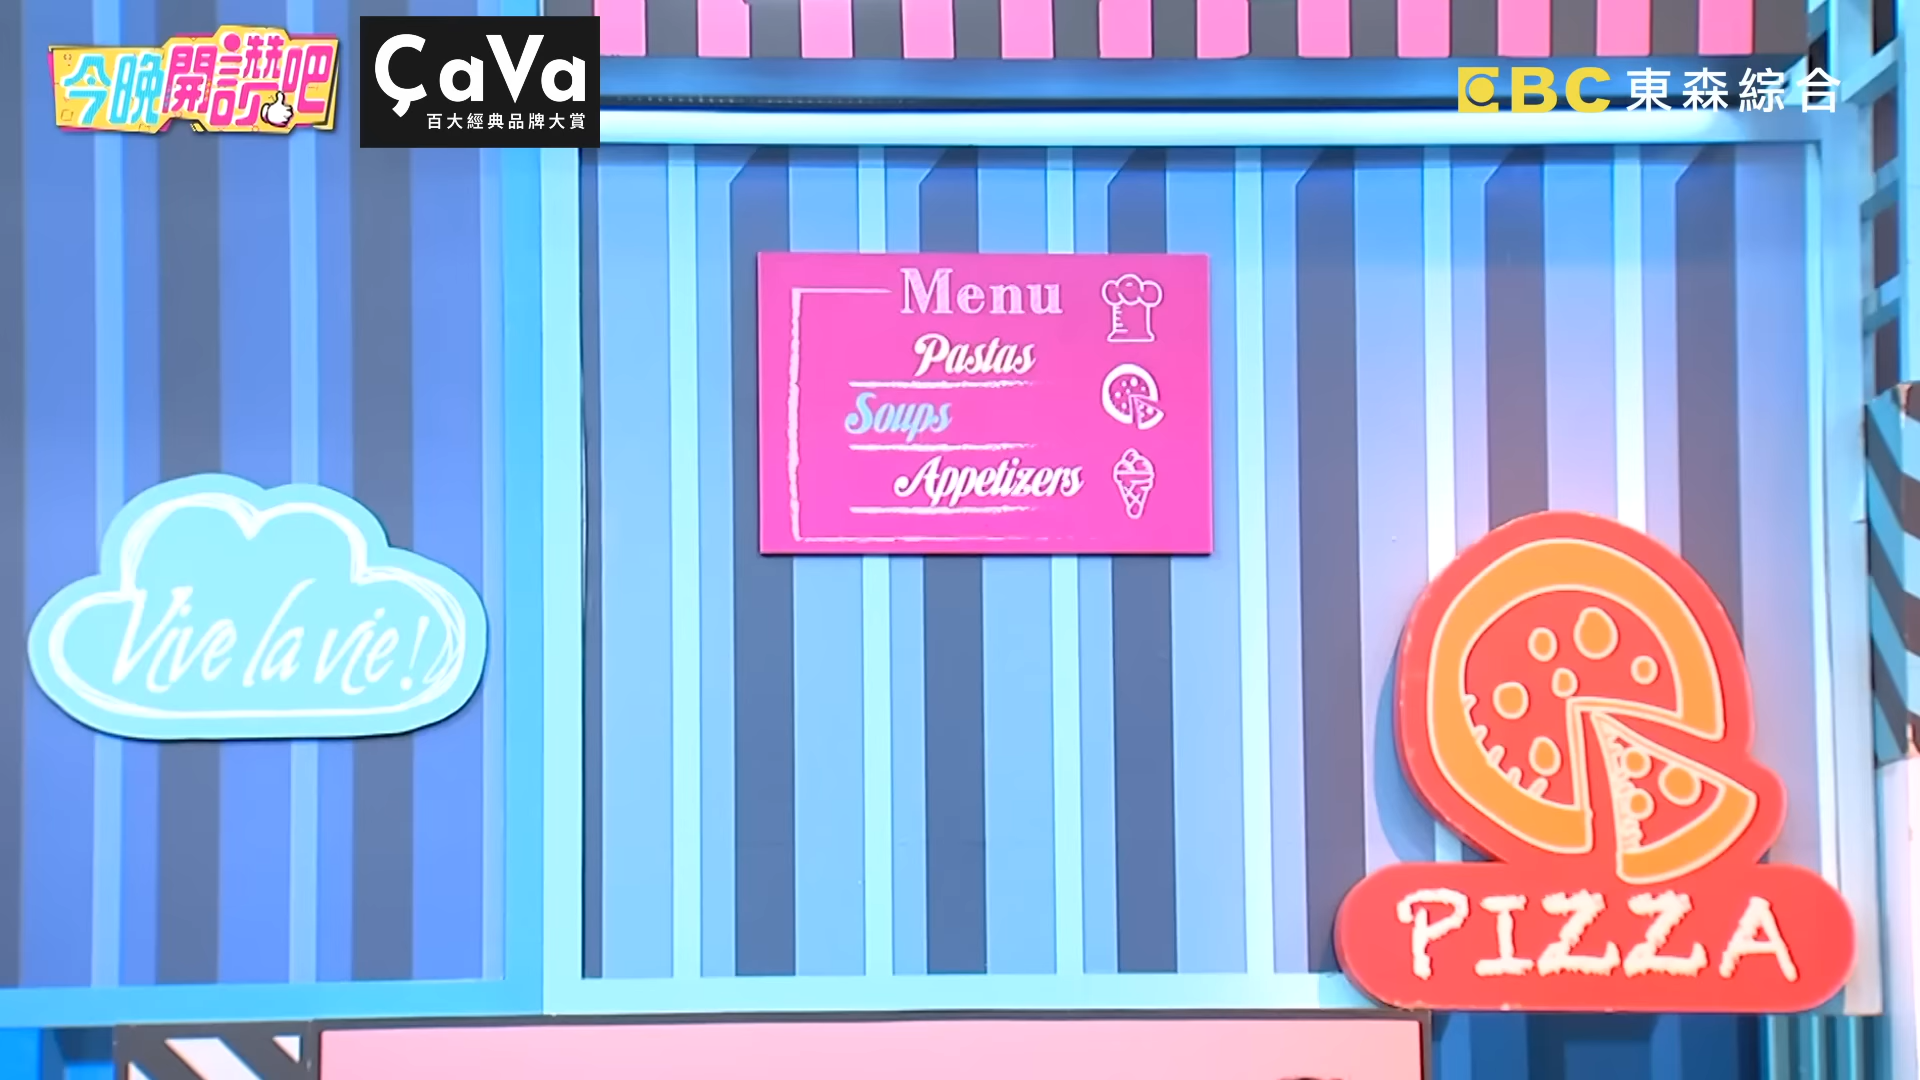 今晚開讚吧
ÇaVa
百大經典品牌大賞
EBC 東森綜合
Menu
Pastas
Soups
Appetizers
Vive la vie!
PIZZA